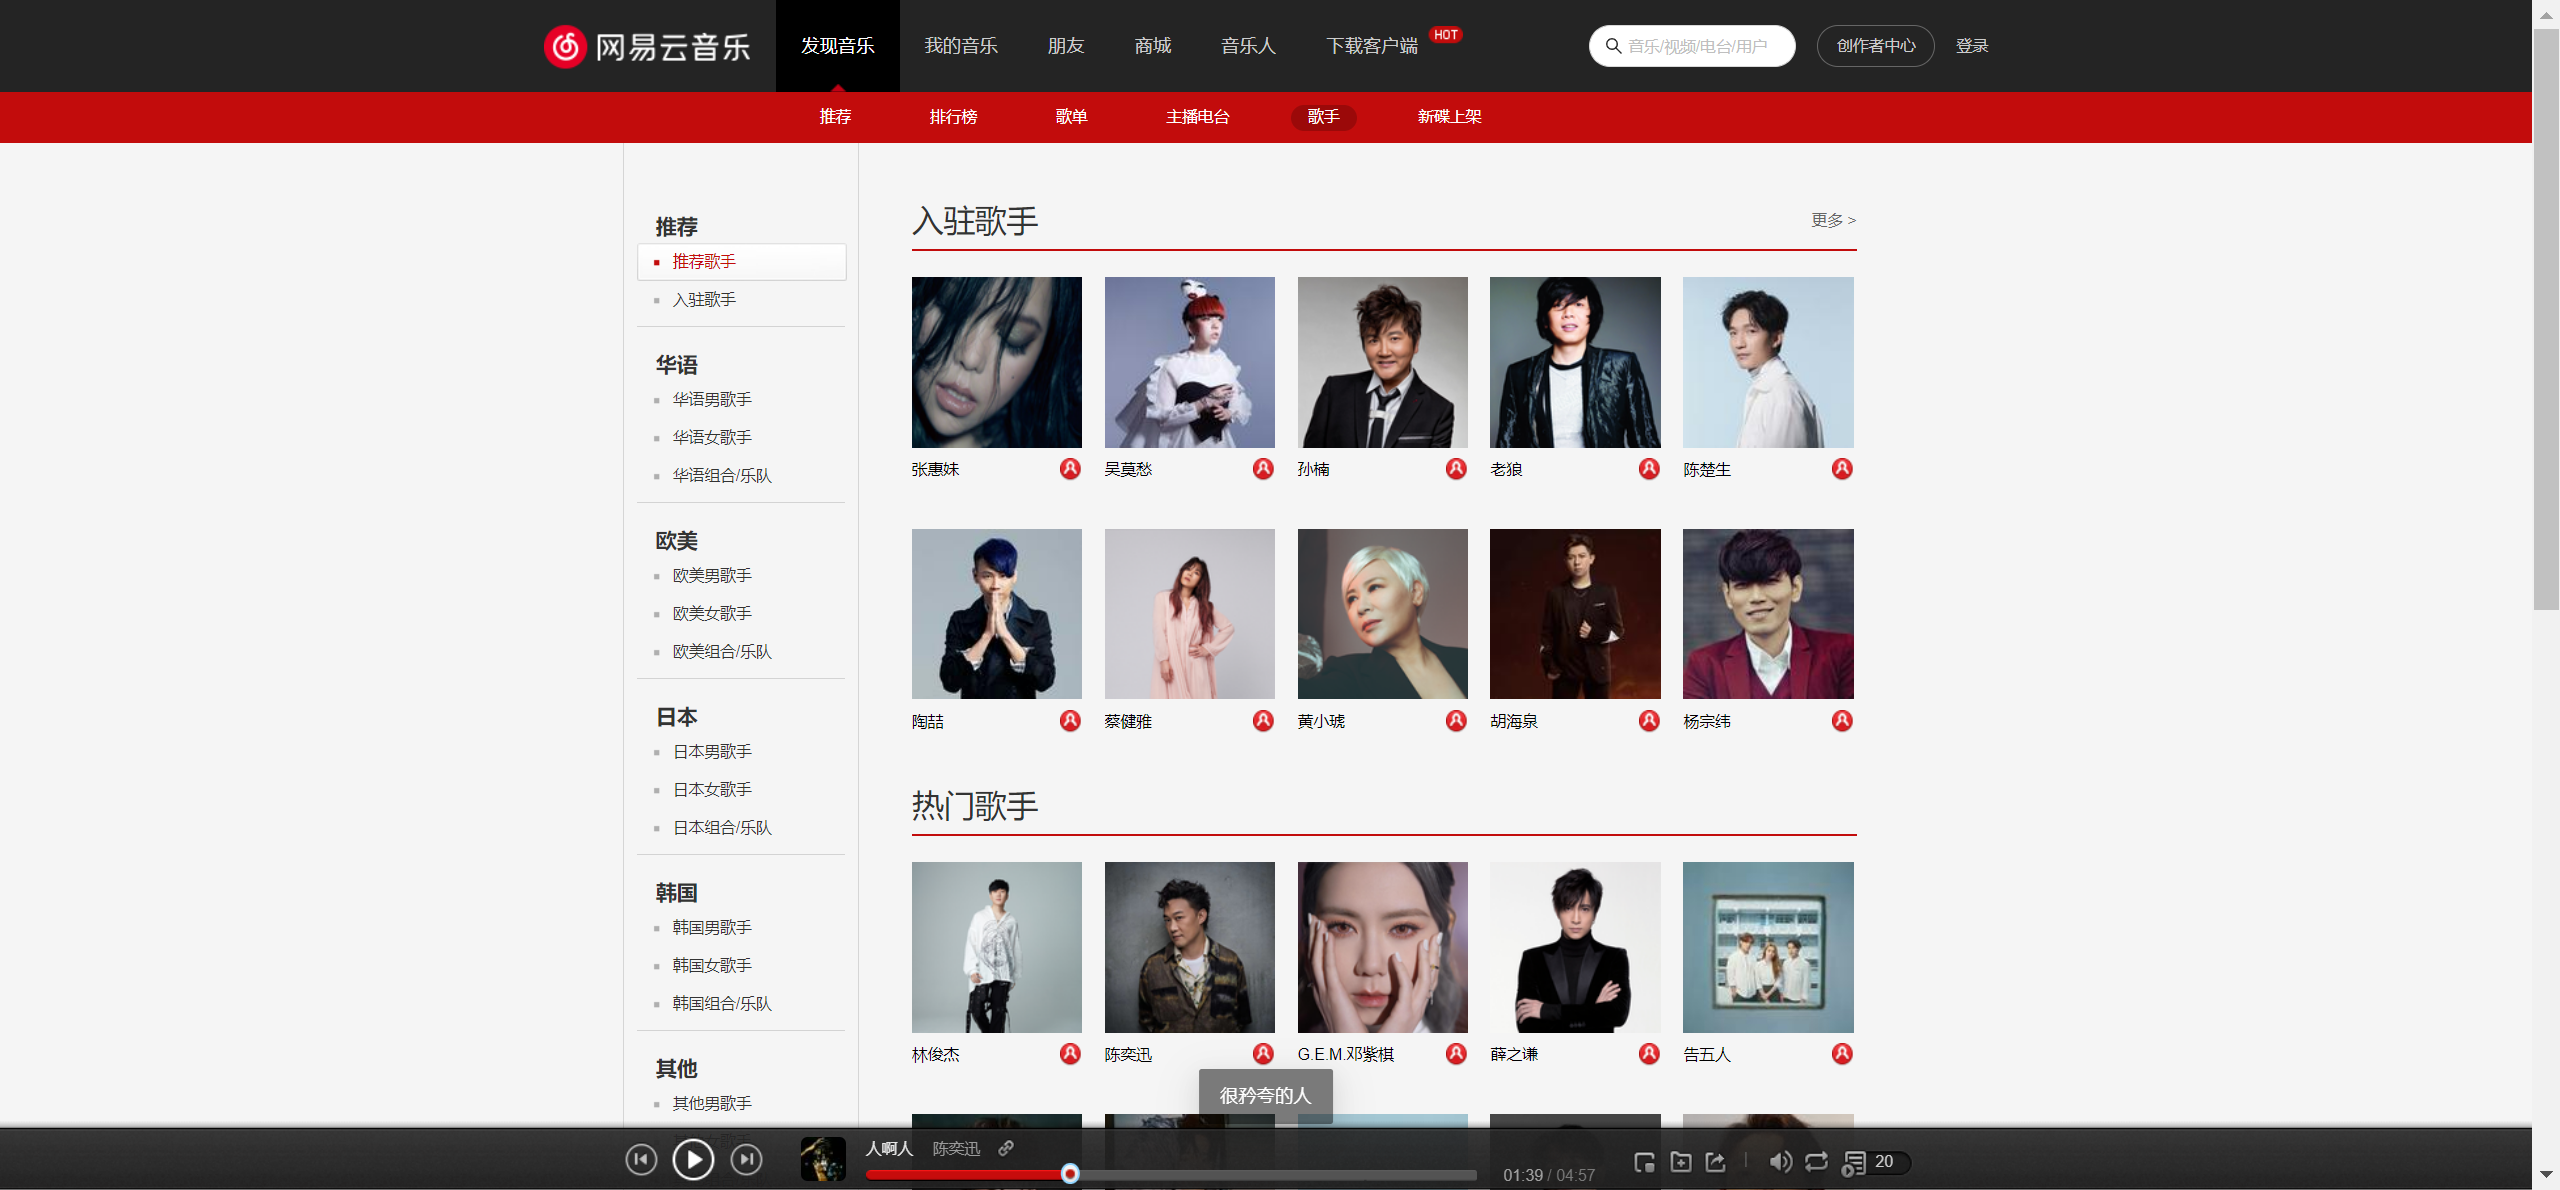 网易云音乐
发现音乐
我的音乐
朋友
商城
音乐人
下载客户端
HOT
音乐/视频/电台/用户
创作者中心
登录
推荐
排行榜
歌单
主播电台
歌手
新碟上架
推荐
推荐歌手
入驻歌手
华语
华语男歌手
华语女歌手
华语组合/乐队
欧美
欧美男歌手
欧美女歌手
欧美组合/乐队
日本
日本男歌手
日本女歌手
日本组合/乐队
韩国
韩国男歌手
韩国女歌手
韩国组合/乐队
其他
其他男歌手
入驻歌手
更多 >
张惠妹
吴莫愁
孙楠
老狼
陈楚生
陶喆
蔡健雅
黄小琥
胡海泉
杨宗纬
热门歌手
林俊杰
陈奕迅
G.E.M.邓紫棋
薛之谦
告五人
很矜夸的人
人啊人 陈奕迅
01:39 / 04:57
20